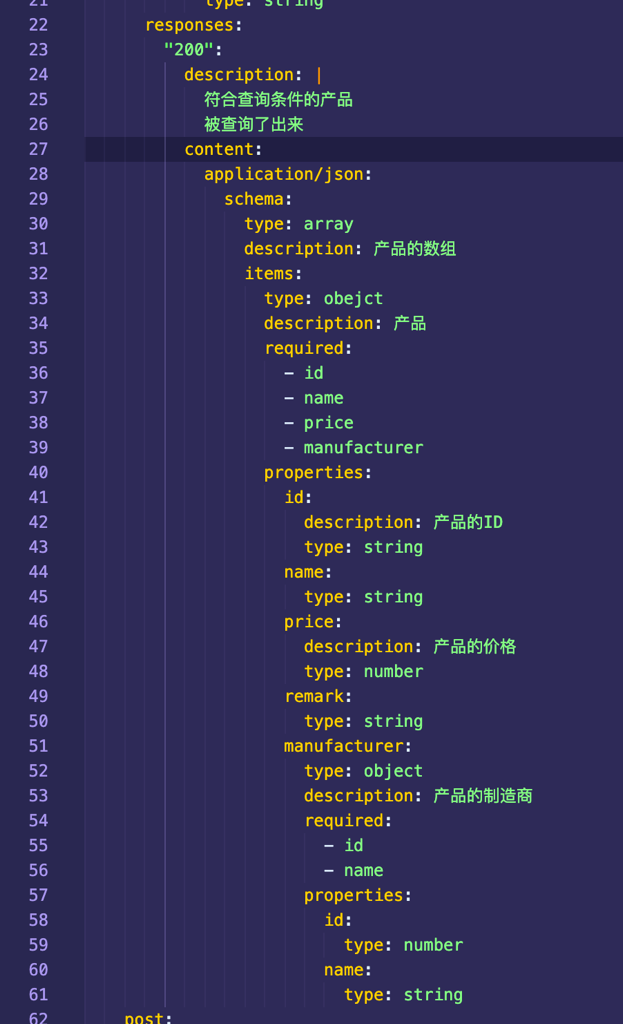 21 type: string
22 responses:
23 "200":
24 description: |
25 符合查询条件的产品
26 被查询了出来
27 content:
28 application/json:
29 schema:
30 type: array
31 description: 产品的数组
32 items:
33 type: obejct
34 description: 产品
35 required:
36 - id
37 - name
38 - price
39 - manufacturer
40 properties:
41 id:
42 description: 产品的ID
43 type: string
44 name:
45 type: string
46 price:
47 description: 产品的价格
48 type: number
49 remark:
50 type: string
51 manufacturer:
52 type: object
53 description: 产品的制造商
54 required:
55 - id
56 - name
57 properties:
58 id:
59 type: number
60 name:
61 type: string
62 post: